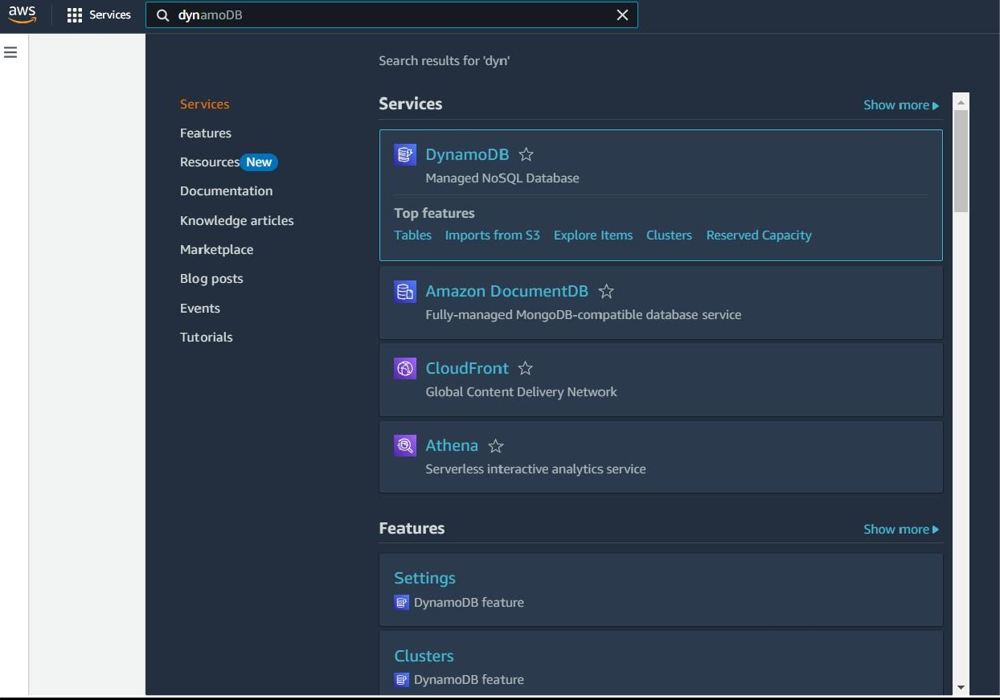 aws Services dynamoDB
Search results for 'dyn'
Services
Features
Resources New
Documentation
Knowledge articles
Marketplace
Blog posts
Events
Tutorials
Services Show more
DynamoDB
Managed NoSQL Database
Top features
Tables Imports from S3 Explore Items Clusters Reserved Capacity
Amazon DocumentDB
Fully-managed MongoDB-compatible database service
CloudFront
Global Content Delivery Network
Athena
Serverless interactive analytics service
Features Show more
Settings
DynamoDB feature
Clusters
DynamoDB feature